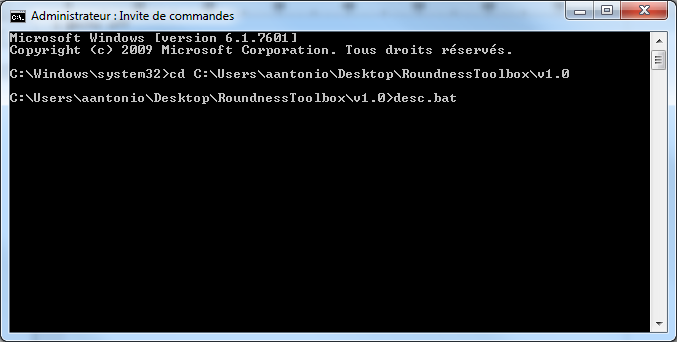 Administrateur : Invite de commandes
Microsoft Windows [version 6.1.7601]
Copyright (c) 2009 Microsoft Corporation. Tous droits réservés.
C:\Windows\system32>cd C:\Users\aantonio\Desktop\RoundnessToolbox\v1.0
C:\Users\aantonio\Desktop\RoundnessToolbox\v1.0>desc.bat